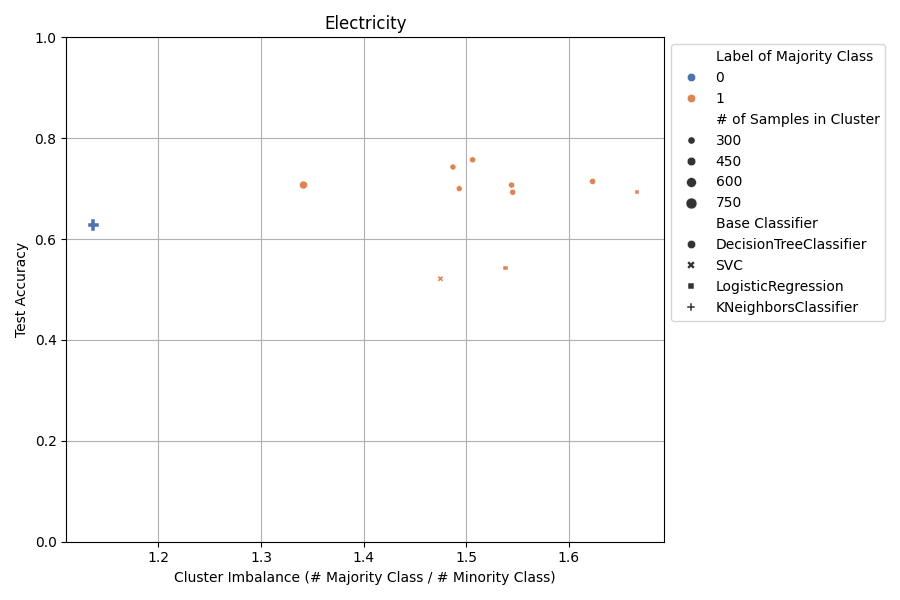 Electricity
1.0
0.8
0.6
0.4
0.2
0.0
Test Accuracy
1.2 1.3 1.4 1.5 1.6
Cluster Imbalance (# Majority Class / # Minority Class)
Label of Majority Class
0
1
# of Samples in Cluster
300
450
600
750
Base Classifier
DecisionTreeClassifier
SVC
LogisticRegression
KNeighborsClassifier